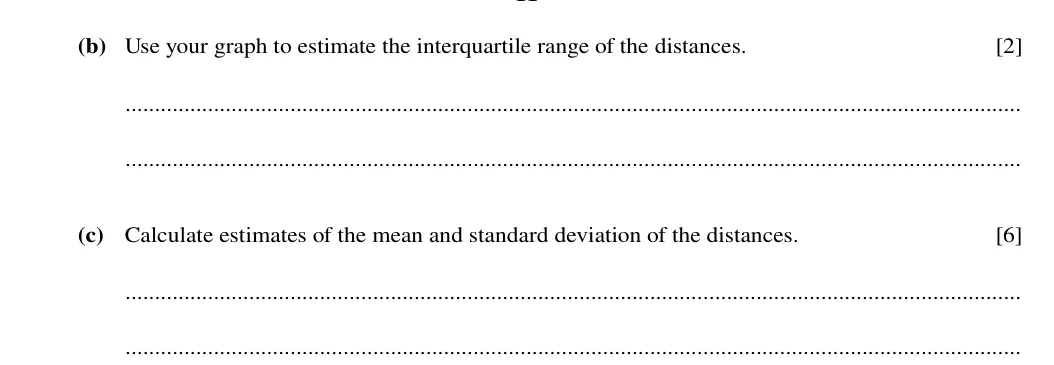 (b) Use your graph to estimate the interquartile range of the distances. [2]
................................................................................
................................................................................
(c) Calculate estimates of the mean and standard deviation of the distances. [6]
................................................................................
................................................................................